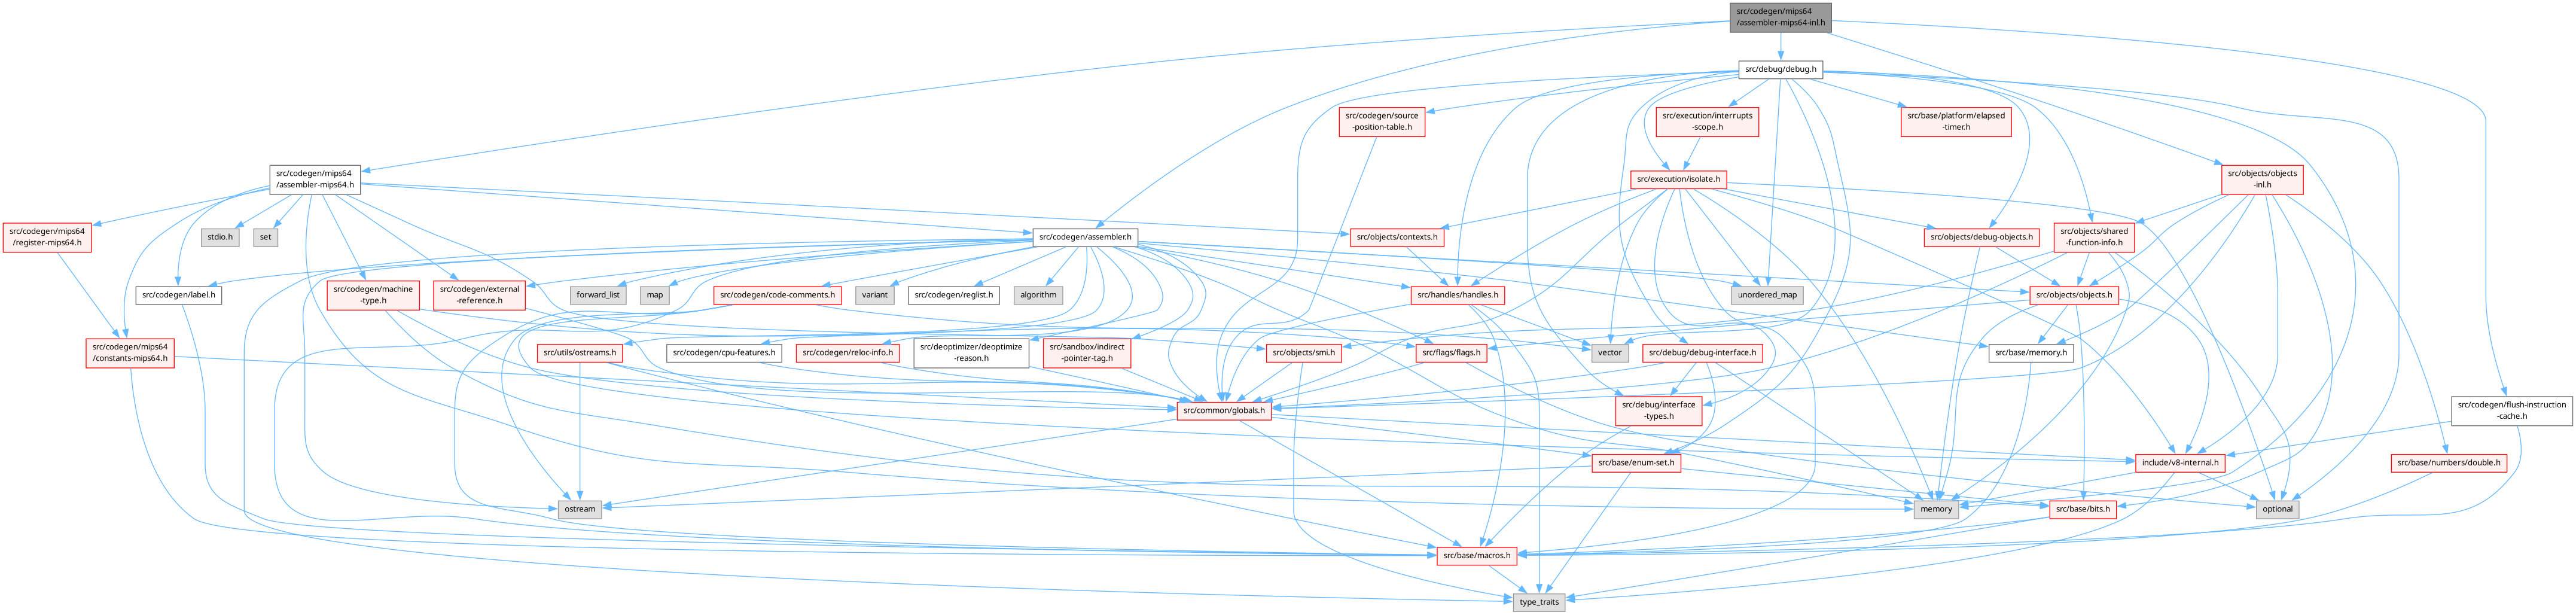 src/codegen/mips64
/assembler-mips64-inl.h
src/debug/debug.h
src/codegen/source
-position-table.h
src/execution/interrupts
-scope.h
src/base/platform/elapsed
-timer.h
src/codegen/mips64
/assembler-mips64.h
src/execution/isolate.h
src/objects/objects
-inl.h
src/codegen/mips64
/register-mips64.h
stdio.h
set
src/codegen/assembler.h
src/objects/contexts.h
src/objects/debug-objects.h
src/objects/shared
-function-info.h
src/codegen/label.h
src/codegen/machine
-type.h
src/codegen/external
-reference.h
forward_list
map
src/codegen/code-comments.h
variant
src/codegen/reglist.h
algorithm
src/handles/handles.h
unordered_map
src/objects/objects.h
src/codegen/mips64
/constants-mips64.h
src/utils/ostreams.h
src/codegen/cpu-features.h
src/codegen/reloc-info.h
src/deoptimizer/deoptimize
-reason.h
src/sandbox/indirect
-pointer-tag.h
src/objects/smi.h
src/flags/flags.h
vector
src/debug/debug-interface.h
src/base/memory.h
src/common/globals.h
src/debug/interface
-types.h
src/codegen/flush-instruction
-cache.h
src/base/enum-set.h
include/v8-internal.h
src/base/numbers/double.h
ostream
memory
src/base/bits.h
optional
src/base/macros.h
type_traits